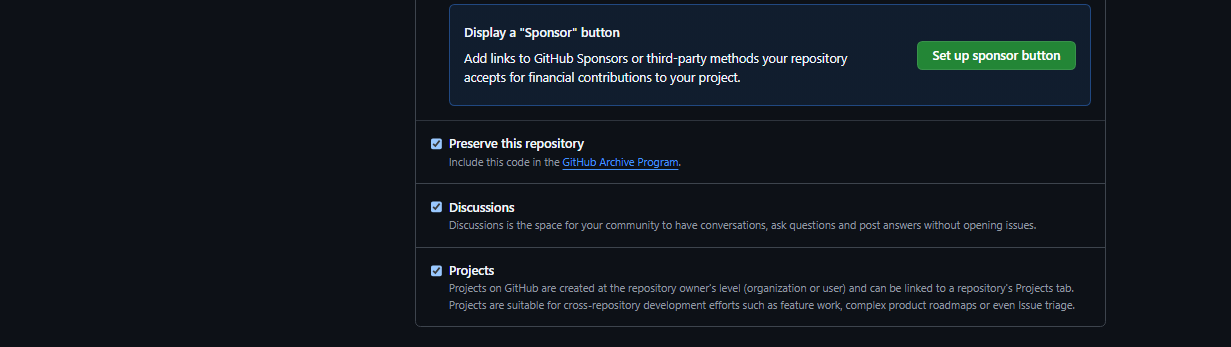 Display a "Sponsor" button
Add links to GitHub Sponsors or third-party methods your repository
accepts for financial contributions to your project.
Set up sponsor button
Preserve this repository
Include this code in the GitHub Archive Program.
Discussions
Discussions is the space for your community to have conversations, ask questions and post answers without opening issues.
Projects
Projects on GitHub are created at the repository owner's level (organization or user) and can be linked to a repository's Projects tab.
Projects are suitable for cross-repository development efforts such as feature work, complex product roadmaps or even Issue triage.